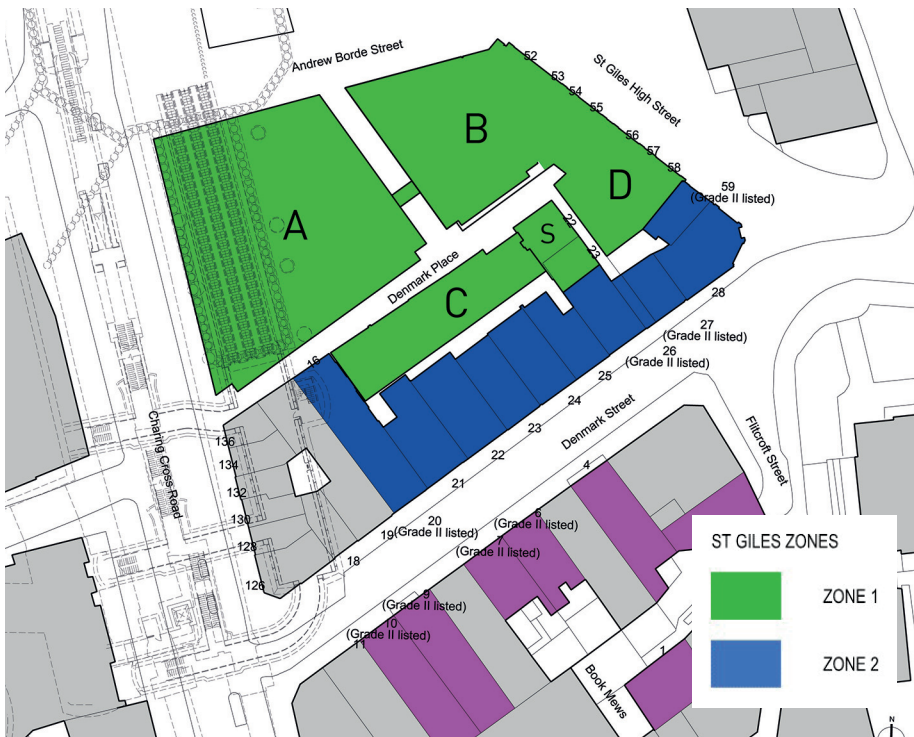 Andrew Borde Street
52
St Giles High Street
53
54
55
B
56
57
58
D
59
(Grade II listed)
A
22
S
23
Denmark Place
C
28
27
(Grade II listed)
26
(Grade II listed)
16
25
24
Denmark Street
23
22
21
20
(Grade II listed)
19
18
Charing Cross Road
136
134
132
130
128
126
Flitcroft Street
4
6
(Grade II listed)
7
(Grade II listed)
9
(Grade II listed)
10
(Grade II listed)
11
1
Book Mews
ST GILES ZONES
ZONE 1
ZONE 2
N